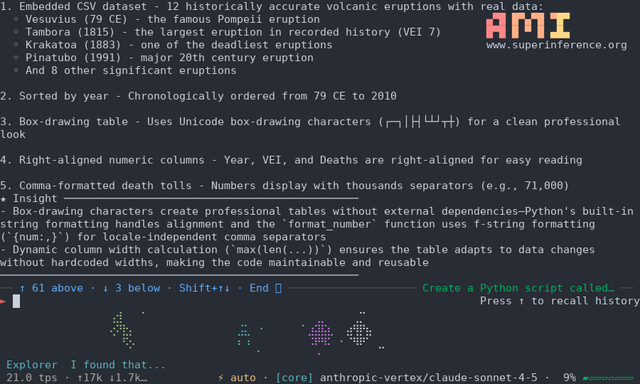 1. Embedded CSV dataset - 12 historically accurate volcanic eruptions with real data:
◦ Vesuvius (79 CE) - the famous Pompeii eruption
◦ Tambora (1815) - the largest eruption in recorded history (VEI 7)
◦ Krakatoa (1883) - one of the deadliest eruptions
◦ Pinatubo (1991) - major 20th century eruption
◦ And 8 other significant eruptions
AMI
www.superinference.org
2. Sorted by year - Chronologically ordered from 79 CE to 2010
3. Box-drawing table - Uses Unicode box-drawing characters (┌─┐│├┤└┴┘┬┼) for a clean professional
look
4. Right-aligned numeric columns - Year, VEI, and Deaths are right-aligned for easy reading
5. Comma-formatted death tolls - Numbers display with thousands separators (e.g., 71,000)
★ Insight ─────────────────────────────────────────────
- Box-drawing characters create professional tables without external dependencies—Python's built-in
string formatting handles alignment and the `format_number` function uses f-string formatting
(`{num:,}`) for locale-independent comma separators
- Dynamic column width calculation (`max(len(...))`) ensures the table adapts to data changes
without hardcoded widths, making the code maintainable and reusable
── ↑ 61 above · ↓ 3 below · Shift+↑↓ · End ── Create a Python script called… ──
Press ↑ to recall history
Explorer I found that...
21.0 tps · ↑17k ↓1.7k… ⚡ auto · [core] anthropic-vertex/claude-sonnet-4-5 · 9%